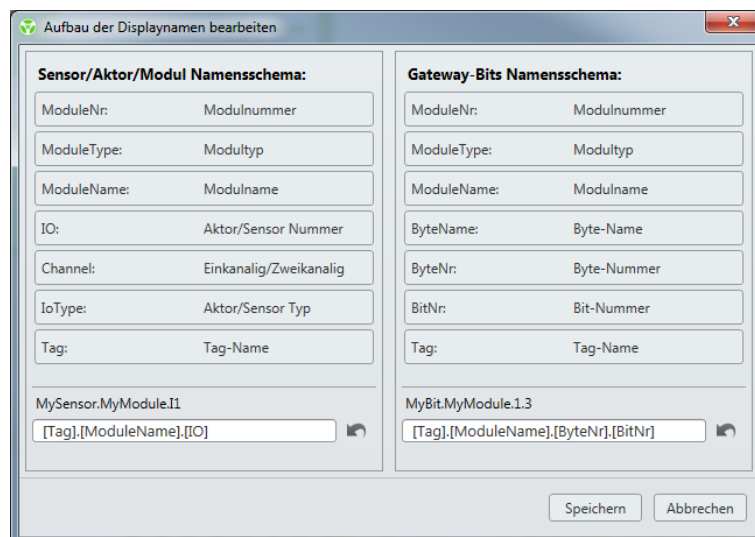 Aufbau der Displaynamen bearbeiten
Sensor/Aktor/Modul Namensschema:
ModuleNr: Modulnummer
ModuleType: Modultyp
ModuleName: Modulname
IO: Aktor/Sensor Nummer
Channel: Einkanalig/Zweikanalig
IoType: Aktor/Sensor Typ
Tag: Tag-Name
MySensor.MyModule.I1
[Tag].[ModuleName].[IO]
Gateway-Bits Namensschema:
ModuleNr: Modulnummer
ModuleType: Modultyp
ModuleName: Modulname
ByteName: Byte-Name
ByteNr: Byte-Nummer
BitNr: Bit-Nummer
Tag: Tag-Name
MyBit.MyModule.1.3
[Tag].[ModuleName].[ByteNr].[BitNr]
Speichern Abbrechen